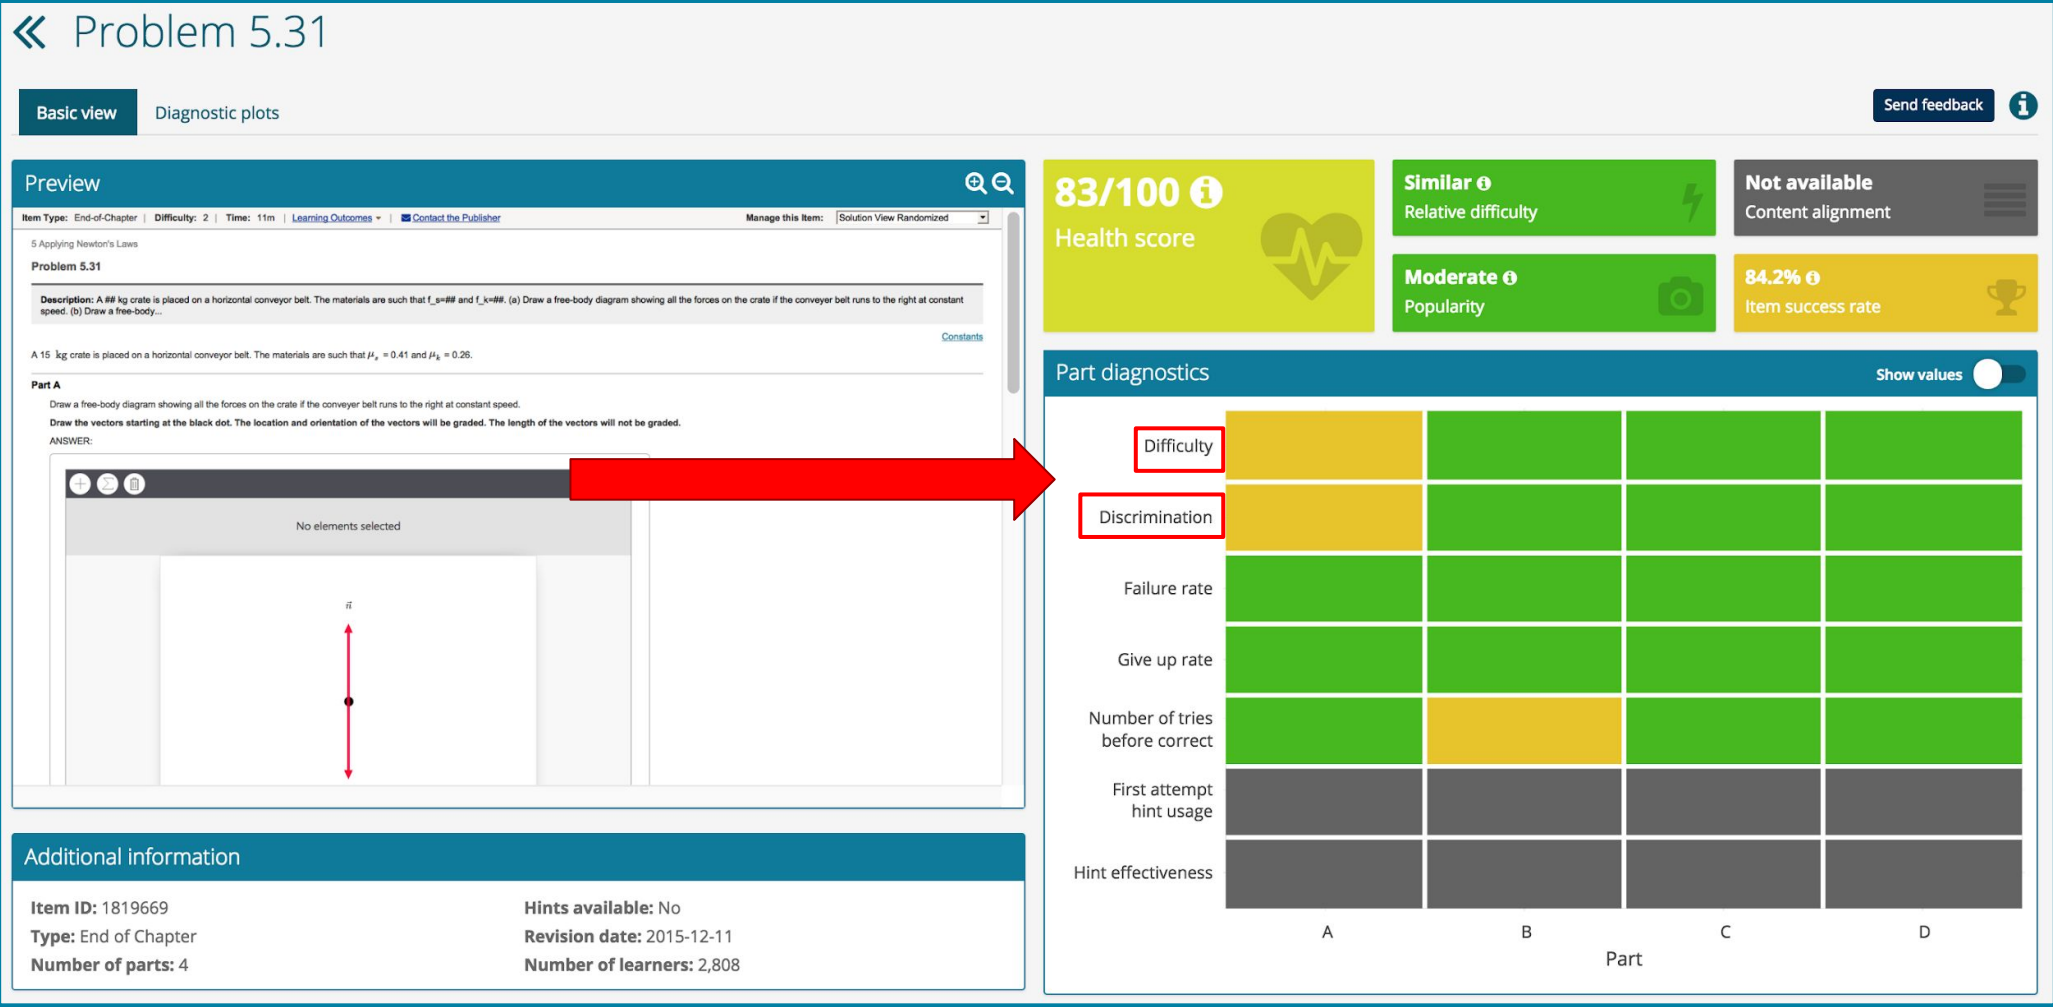 Problem 5.31
Basic view
Diagnostic plots
Send feedback
Preview
Item Type: End-of-Chapter | Difficulty: 2 | Time: 11m | Learning Outcomes | Contact the Publisher
Manage this Item: Solution View Randomized
5 Applying Newton's Laws
Problem 5.31
Description: A ## kg crate is placed on a horizontal conveyor belt. The materials are such that f_s=## and f_k=##. (a) Draw a free-body diagram showing all the forces on the crate if the conveyer belt runs to the right at constant
speed. (b) Draw a free-body...
Constants
A 15 kg crate is placed on a horizontal conveyor belt. The materials are such that μs = 0.41 and μk = 0.26.
Part A
Draw a free-body diagram showing all the forces on the crate if the conveyer belt runs to the right at constant speed.
Draw the vectors starting at the black dot. The location and orientation of the vectors will be graded. The length of the vectors will not be graded.
ANSWER:
No elements selected
n⃗
Additional information
Item ID: 1819669
Type: End of Chapter
Number of parts: 4
Hints available: No
Revision date: 2015-12-11
Number of learners: 2,808
83/100
Health score
Similar
Relative difficulty
Not available
Content alignment
Moderate
Popularity
84.2%
Item success rate
Part diagnostics
Show values
Difficulty
Discrimination
Failure rate
Give up rate
Number of tries
before correct
First attempt
hint usage
Hint effectiveness
A B C D
Part